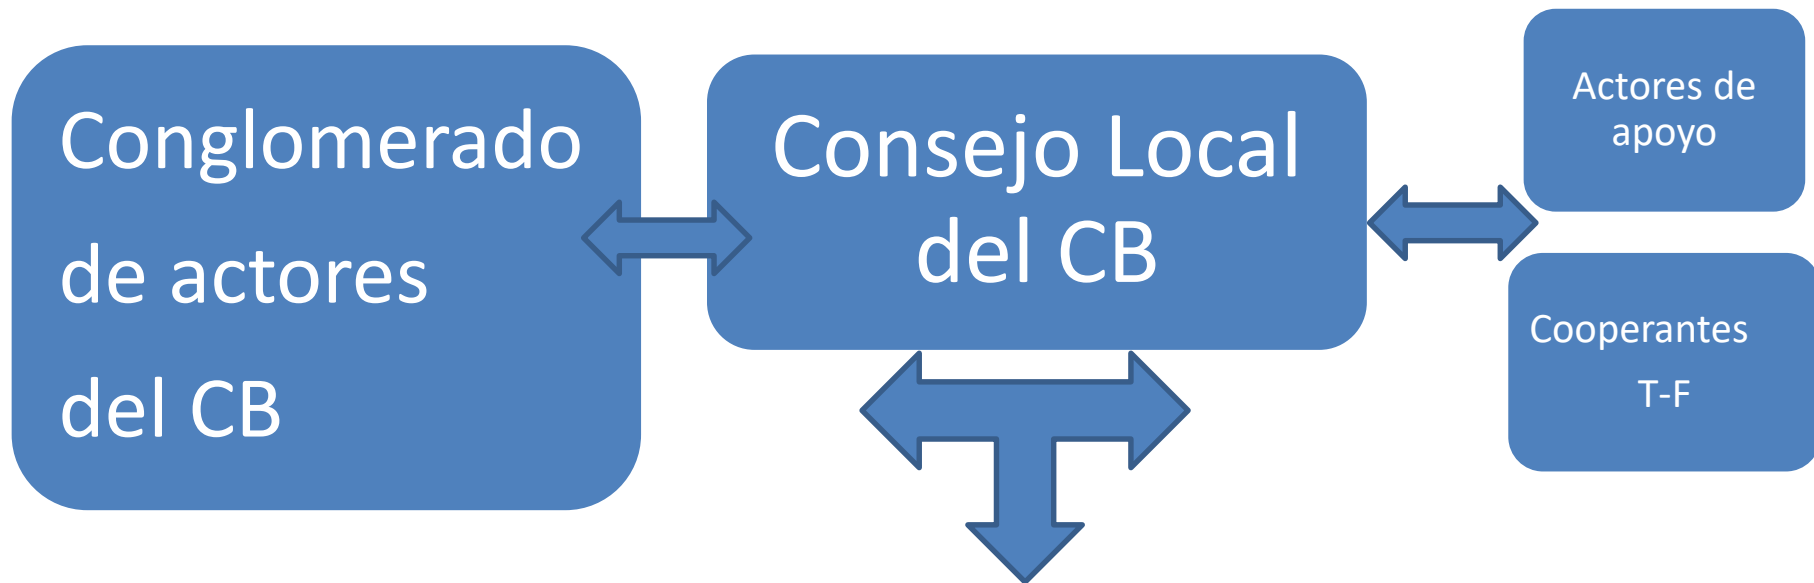 Conglomerado
de actores
del CB
Consejo Local
del CB
Actores de
apoyo
Cooperantes
T-F